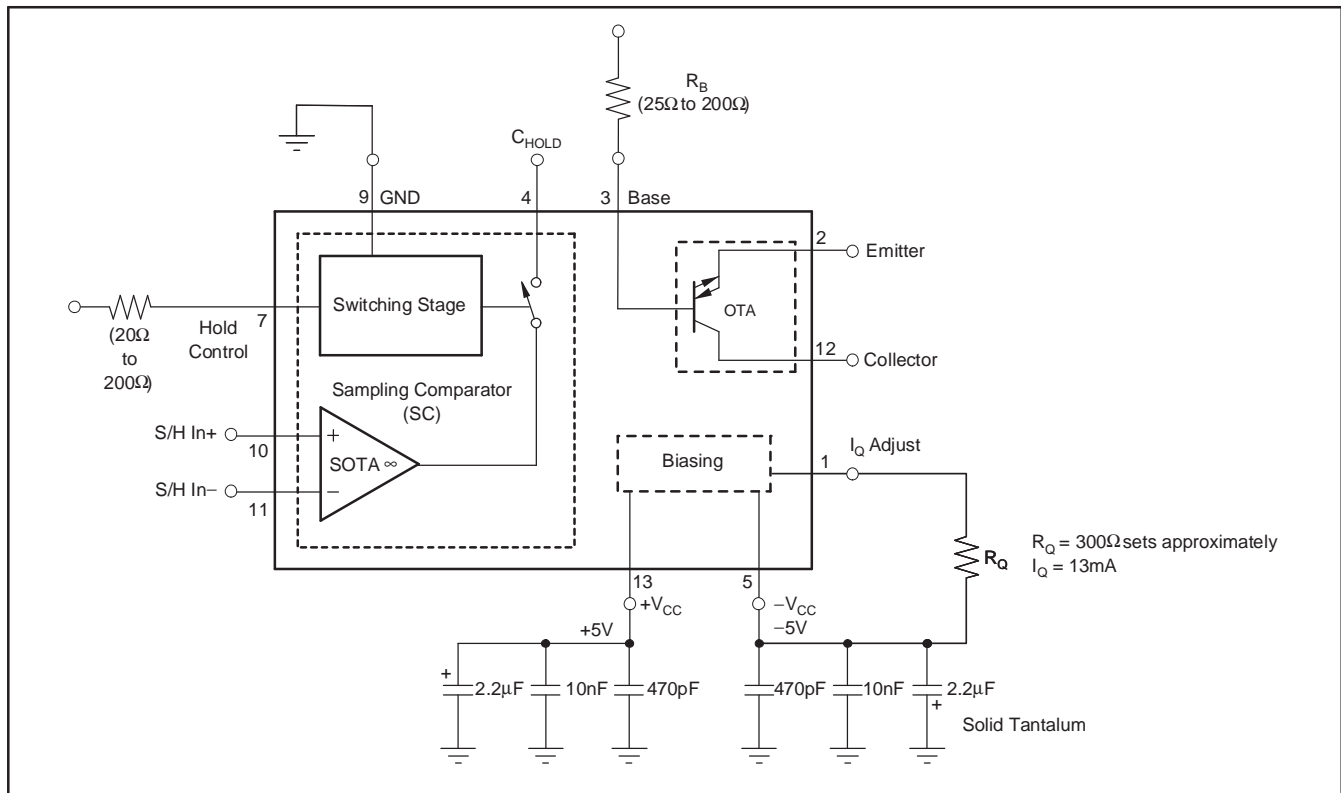 R_B
(25Ω to 200Ω)
C_HOLD
9 GND
4
3 Base
2
Emitter
Switching Stage
OTA
Hold
Control
7
(20Ω
to
200Ω)
12
Collector
Sampling Comparator
(SC)
S/H In+
10
+
SOTA ∞
−
S/H In−
11
Biasing
1
I_Q Adjust
R_Q
R_Q = 300Ω sets approximately
I_Q = 13mA
13
+V_CC
5
−V_CC
+5V
−5V
+
2.2μF
10nF
470pF
470pF
10nF
2.2μF
+
Solid Tantalum